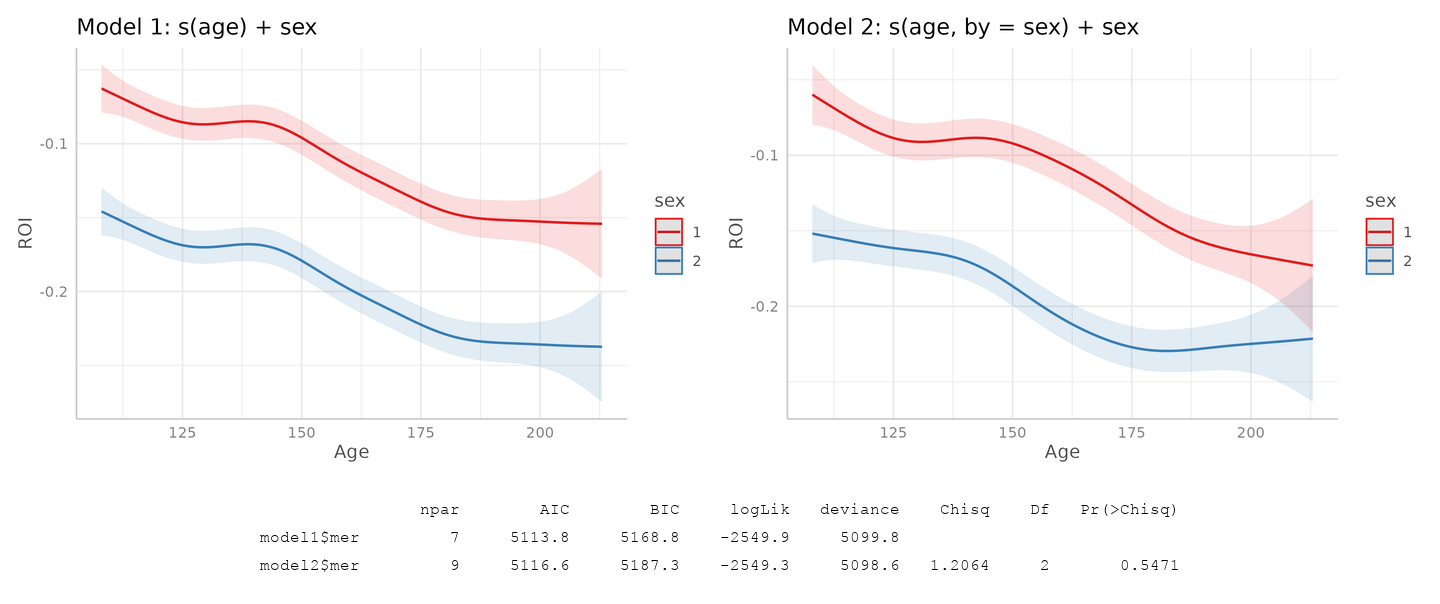 Model 1: s(age) + sex
-0.1
-0.2
ROI
125 150 175 200
Age
sex
1
2
Model 2: s(age, by = sex) + sex
-0.1
-0.2
ROI
125 150 175 200
Age
sex
1
2
npar AIC BIC logLik deviance Chisq Df Pr(>Chisq)
model1$mer 7 5113.8 5168.8 -2549.9 5099.8
model2$mer 9 5116.6 5187.3 -2549.3 5098.6 1.2064 2 0.5471